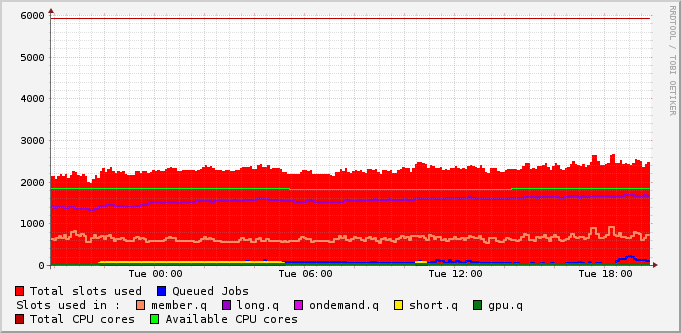 RRDTOOL / TOBI OETIKER
6000
5000
4000
3000
2000
1000
0
Tue 00:00 Tue 06:00 Tue 12:00 Tue 18:00
Total slots used Queued Jobs
Slots used in : member.q long.q ondemand.q short.q gpu.q
Total CPU cores Available CPU cores